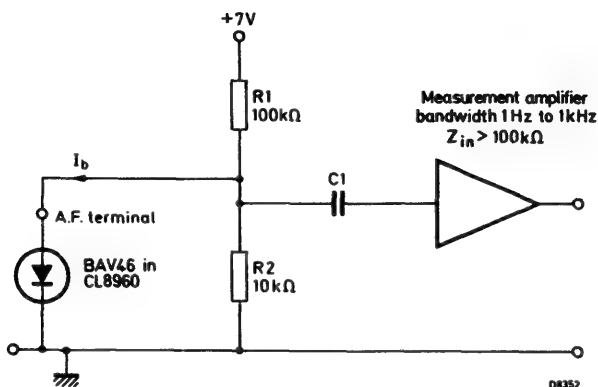 +7V
R1
100kΩ
Measurement amplifier
bandwidth 1Hz to 1kHz
Zin > 100kΩ
Ib
C1
A.F. terminal
BAV46 in
CL8960
R2
10kΩ
D8352